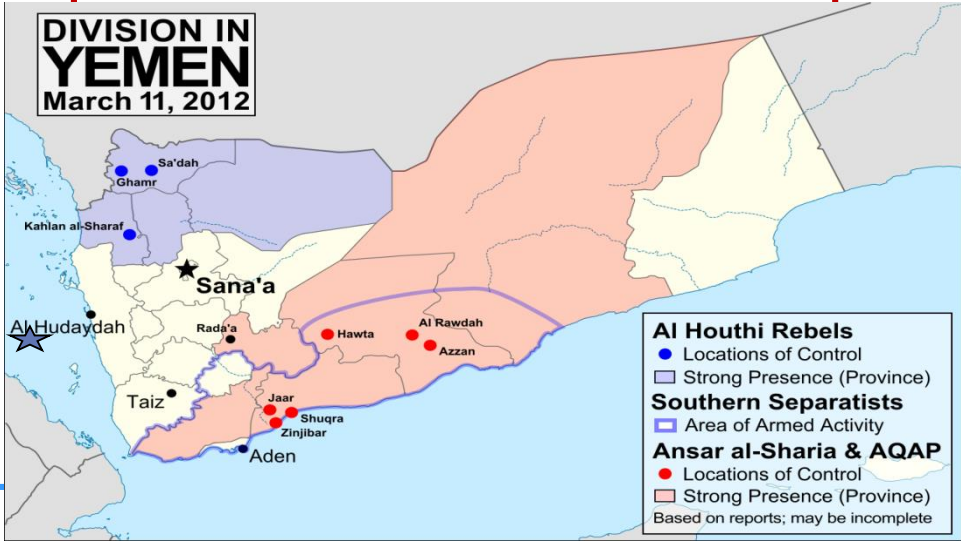 DIVISION IN
YEMEN
March 11, 2012
Sa'dah
Ghamr
Kahlan al-Sharaf
Sana'a
Al Hudaydah
Rada'a
Hawta
Al Rawdah
Azzan
Taiz
Jaar
Shuqra
Zinjibar
Aden
Al Houthi Rebels
Locations of Control
Strong Presence (Province)
Southern Separatists
Area of Armed Activity
Ansar al-Sharia & AQAP
Locations of Control
Strong Presence (Province)
Based on reports; may be incomplete